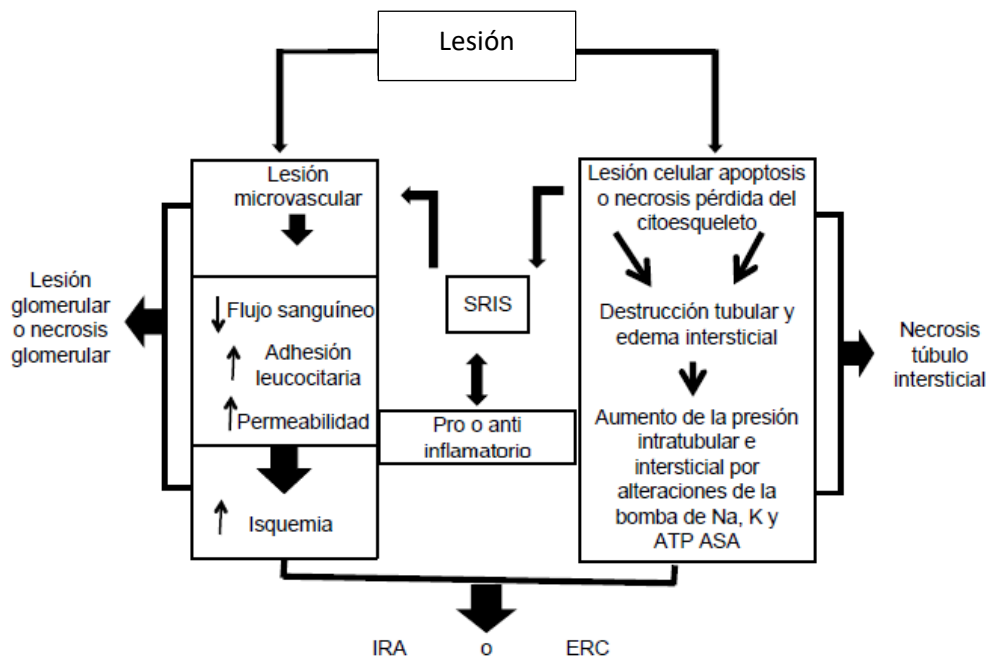 Lesión
Lesión
microvascular
Flujo sanguíneo
Adhesión
leucocitaria
Permeabilidad
Isquemia
Lesión
glomerular
o necrosis
glomerular
SRIS
Pro o anti
inflamatorio
Lesión celular apoptosis
o necrosis pérdida del
citoesqueleto
Destrucción tubular y
edema intersticial
Aumento de la presión
intratubular e
intersticial por
alteraciones de la
bomba de Na, K y
ATP ASA
Necrosis
túbulo
intersticial
IRA o ERC